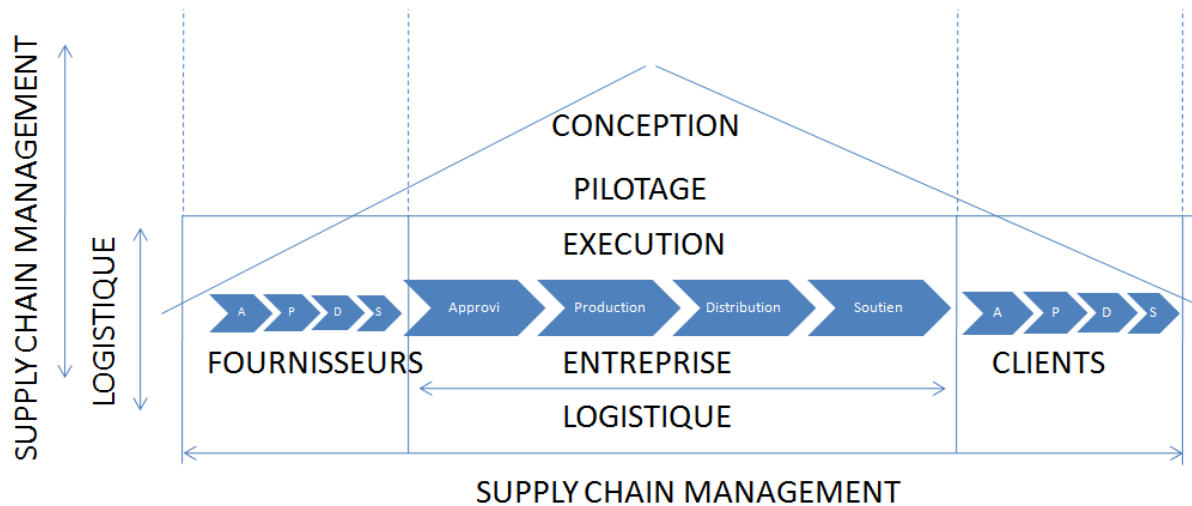 SUPPLY CHAIN MANAGEMENT
LOGISTIQUE
CONCEPTION
PILOTAGE
EXECUTION
A P D S
Approvi Production Distribution Soutien
A P D S
FOURNISSEURS
ENTREPRISE
CLIENTS
LOGISTIQUE
SUPPLY CHAIN MANAGEMENT